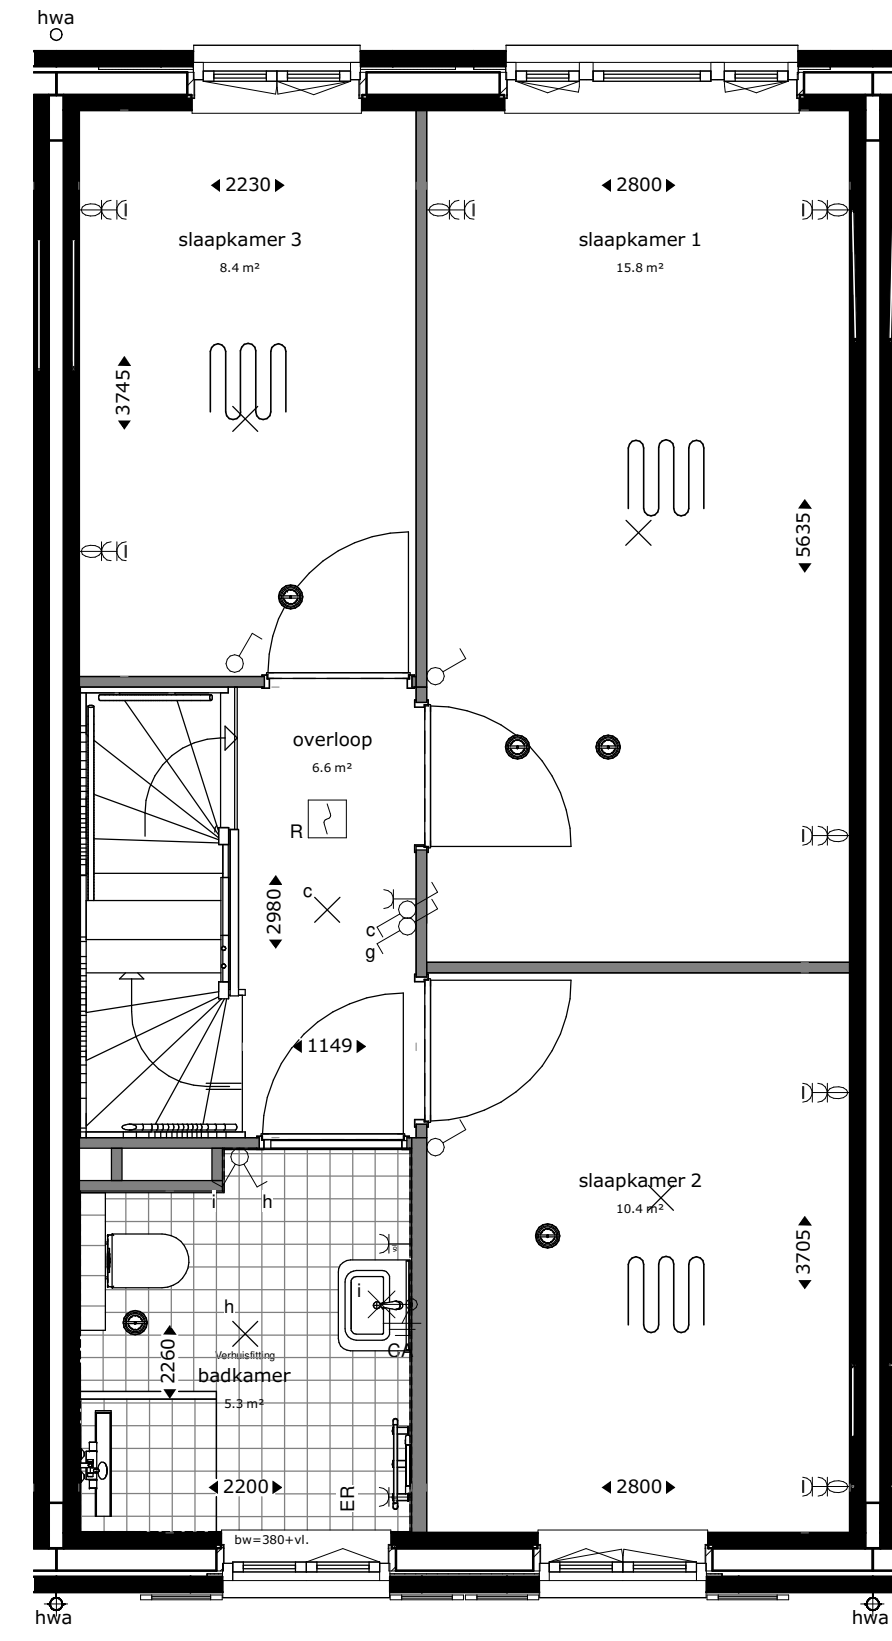 hwa
2230
2800
slaapkamer 3
slaapkamer 1
8.4 m²
15.8 m²
3745
5635
overloop
6.6 m²
R
c
2980
c
g
1149
slaapkamer 2
10.4 m²
i
h
3705
i
h
Verhuisfitting
2260
badkamer
5.3 m²
2200
ER
2800
bw=380+vl.
hwa
hwa